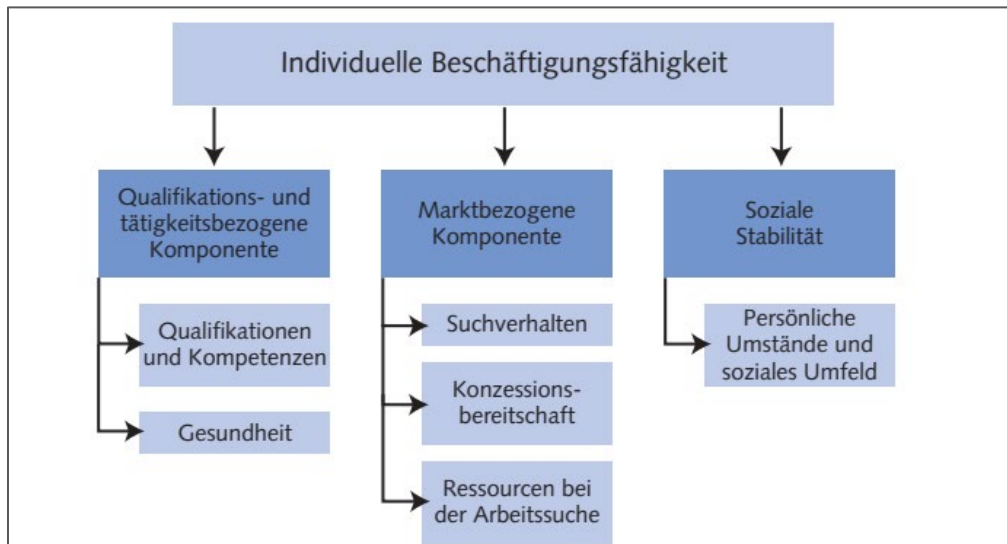 Individuelle Beschäftigungsfähigkeit
Qualifikations- und
tätigkeitsbezogene
Komponente
Qualifikationen
und Kompetenzen
Gesundheit
Marktbezogene
Komponente
Suchverhalten
Konzessions-
bereitschaft
Ressourcen bei
der Arbeitssuche
Soziale
Stabilität
Persönliche
Umstände und
soziales Umfeld